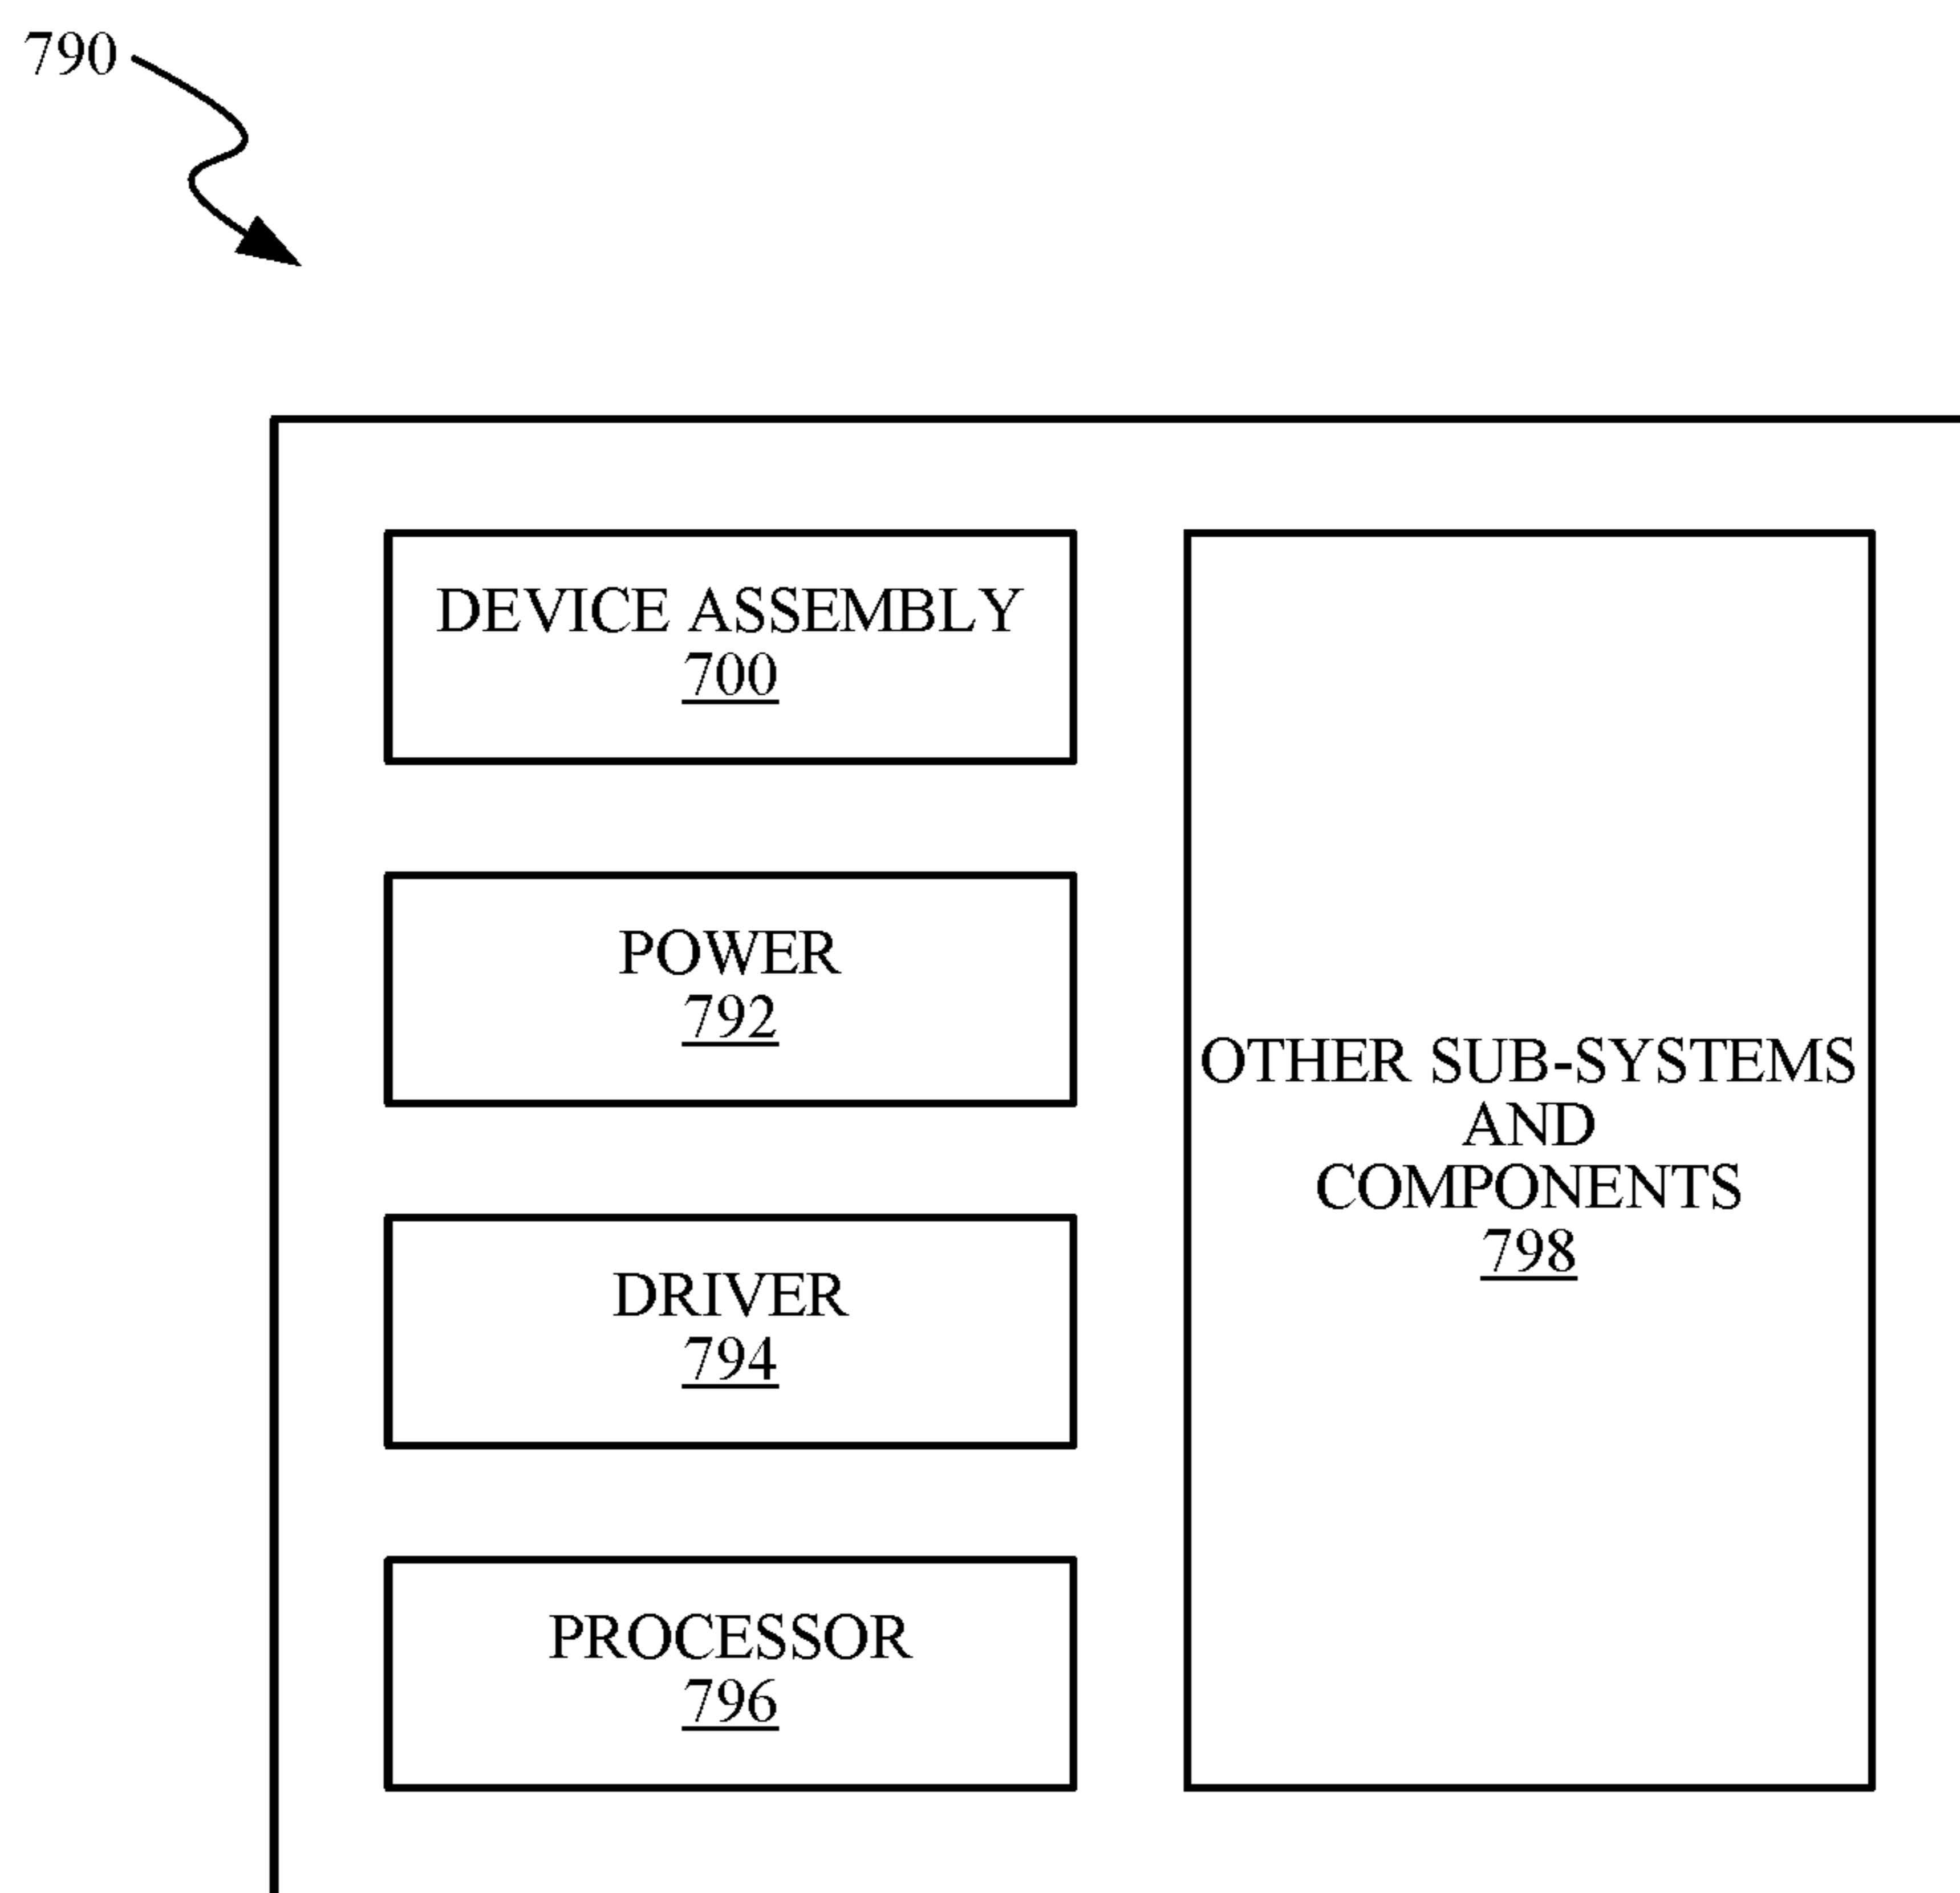 790
DEVICE ASSEMBLY
700
POWER
792
DRIVER
794
PROCESSOR
796
OTHER SUB-SYSTEMS
AND
COMPONENTS
798